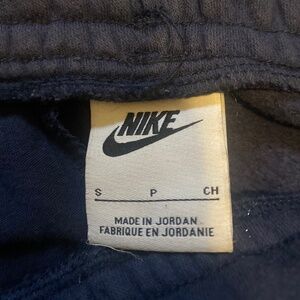 NIKE
S P CH
MADE IN JORDAN
FABRIQUE EN JORDANIE